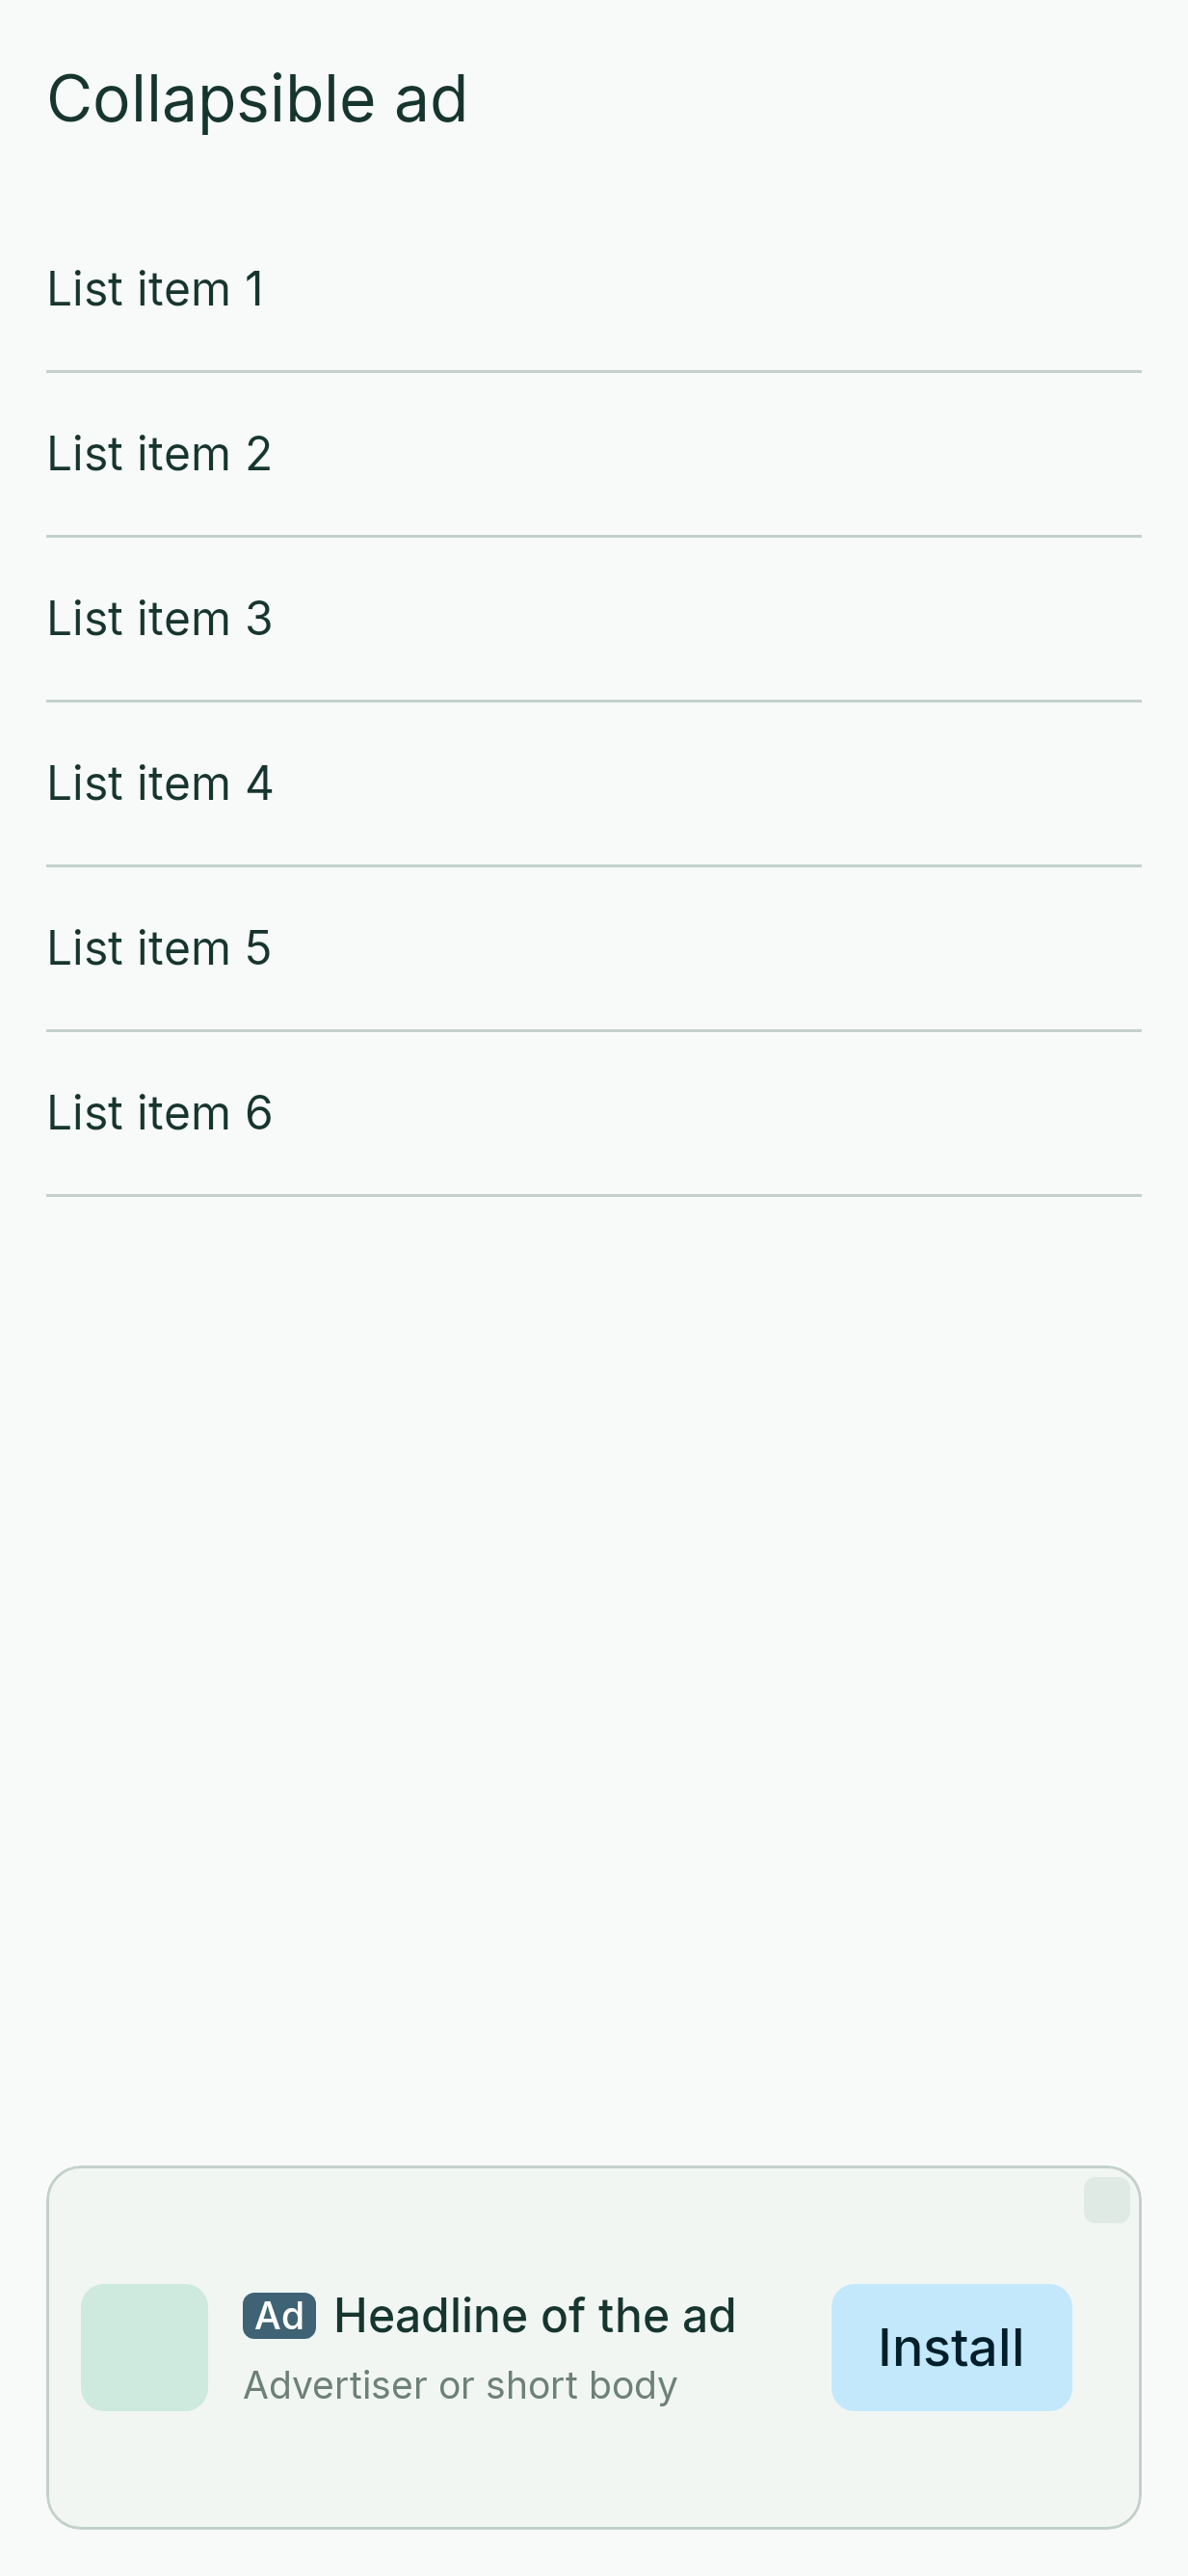 Collapsible ad
List item 1
List item 2
List item 3
List item 4
List item 5
List item 6
Ad Headline of the ad
Advertiser or short body
Install